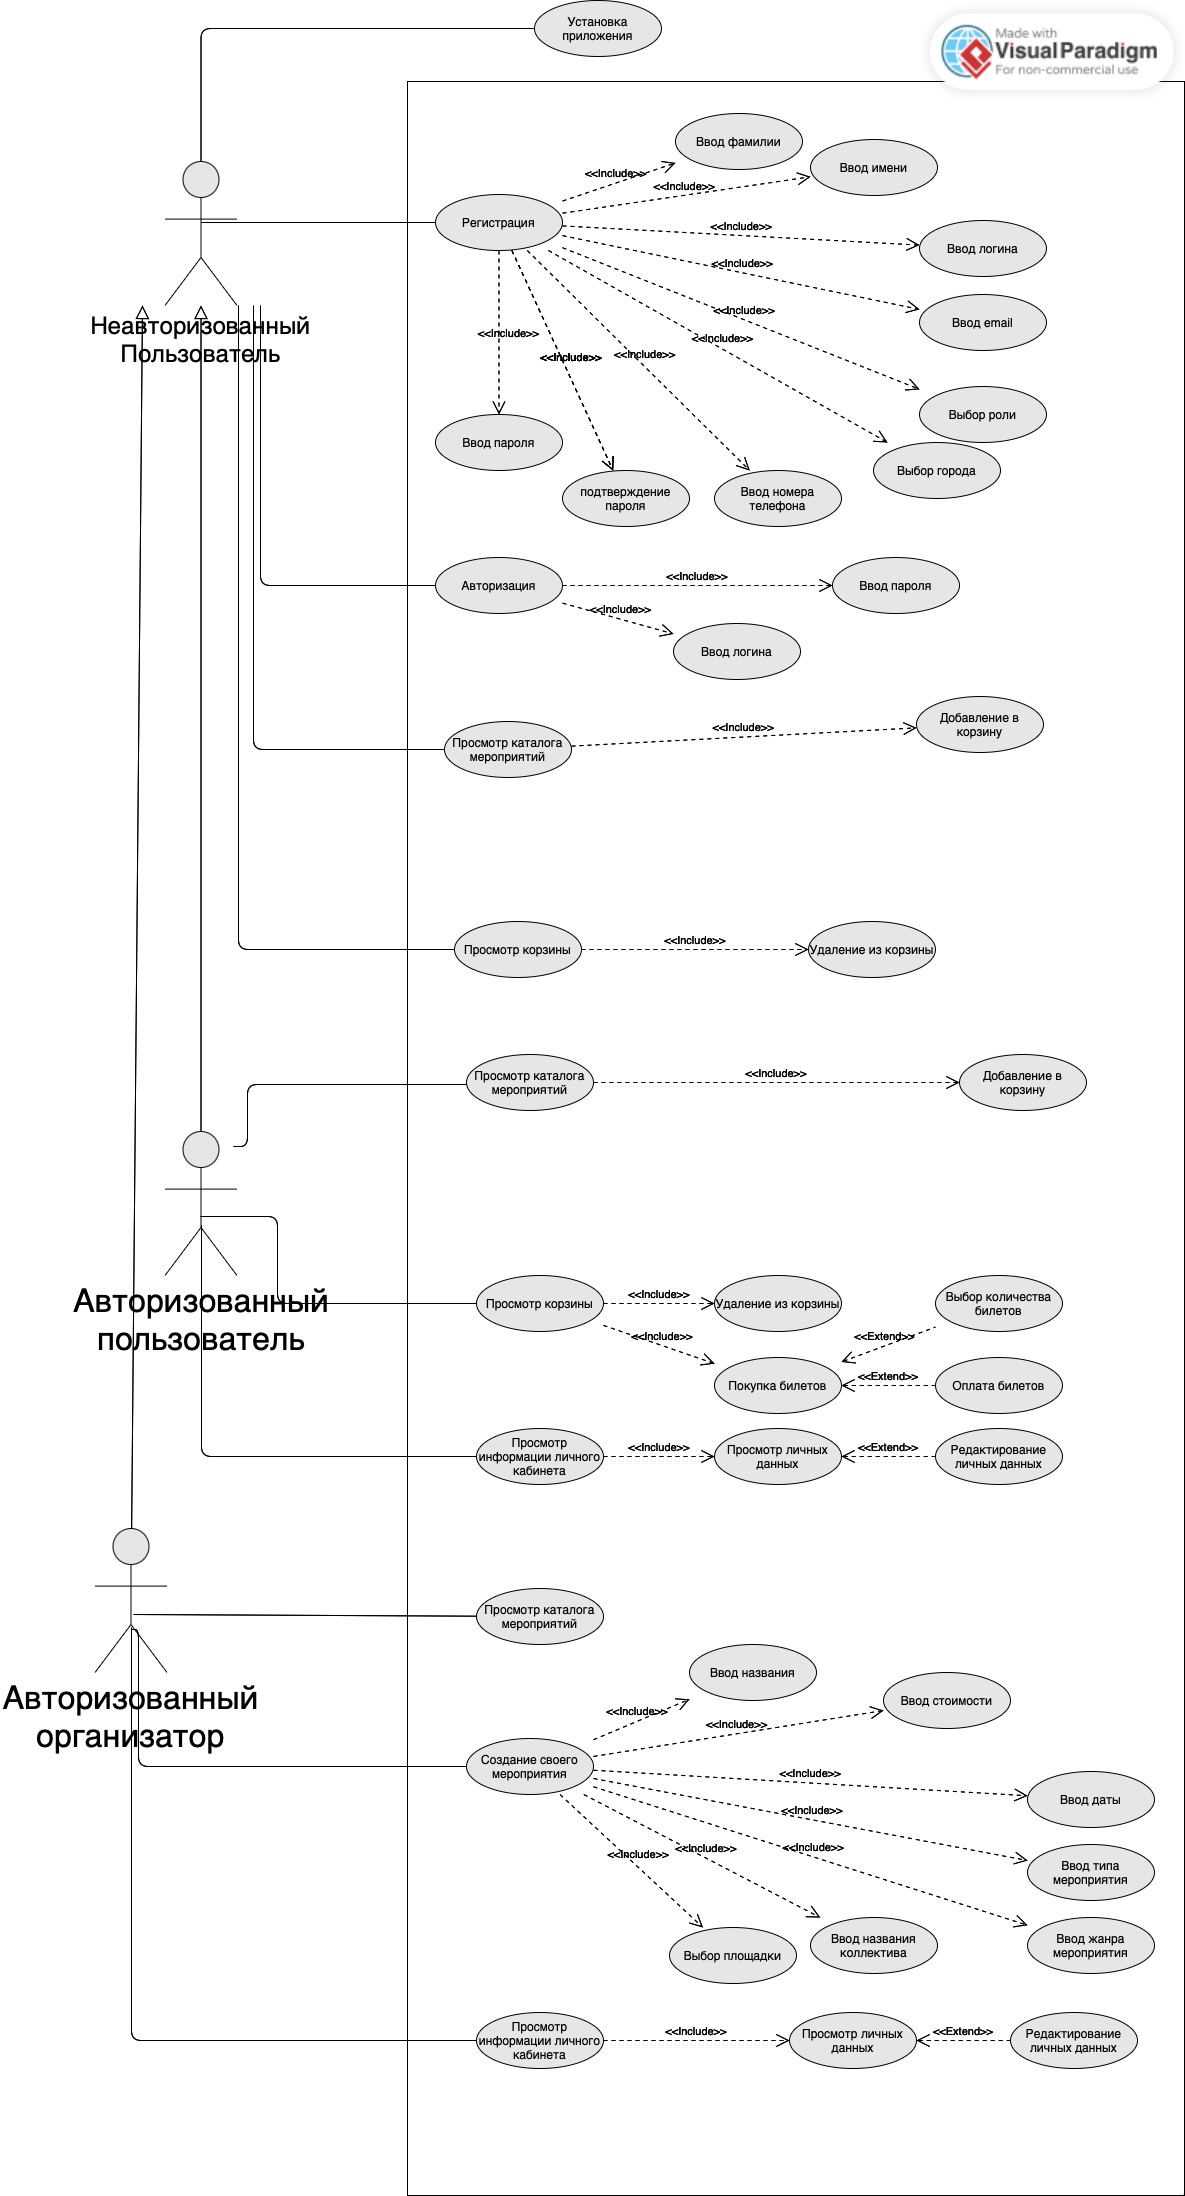 Установка
приложения
Made with
Visual Paradigm
For non-commercial use
Ввод фамилии
Ввод имени
<<Include>>
<<Include>>
Регистрация
<<Include>>
Ввод логина
<<Include>>
Ввод email
<<Include>>
<<Include>>
<<Include>>
<<Include>>
<<Include>>
Неавторизованный
Пользователь
Выбор роли
Ввод пароля
Выбор города
подтверждение
пароля
Ввод номера
телефона
Авторизация
<<Include>>
Ввод пароля
<<Include>>
Ввод логина
Просмотр каталога
мероприятий
<<Include>>
Добавление в
корзину
Просмотр корзины
<<Include>>
Удаление из корзины
Просмотр каталога
мероприятий
<<Include>>
Добавление в
корзину
Авторизованный
пользователь
Просмотр корзины
<<Include>>
Удаление из корзины
Выбор количества
билетов
<<Include>>
<<Extend>>
Покупка билетов
<<Extend>>
Оплата билетов
Просмотр
информации личного
кабинета
<<Include>>
Просмотр личных
данных
<<Extend>>
Редактирование
личных данных
Просмотр каталога
мероприятий
Авторизованный
организатор
Ввод названия
Ввод стоимости
<<Include>>
<<Include>>
Создание своего
мероприятия
<<Include>>
Ввод даты
<<Include>>
<<Include>>
<<Include>>
<<Include>>
Ввод типа
мероприятия
Выбор площадки
Ввод названия
коллектива
Ввод жанра
мероприятия
Просмотр
информации личного
кабинета
<<Include>>
Просмотр личных
данных
<<Extend>>
Редактирование
личных данных